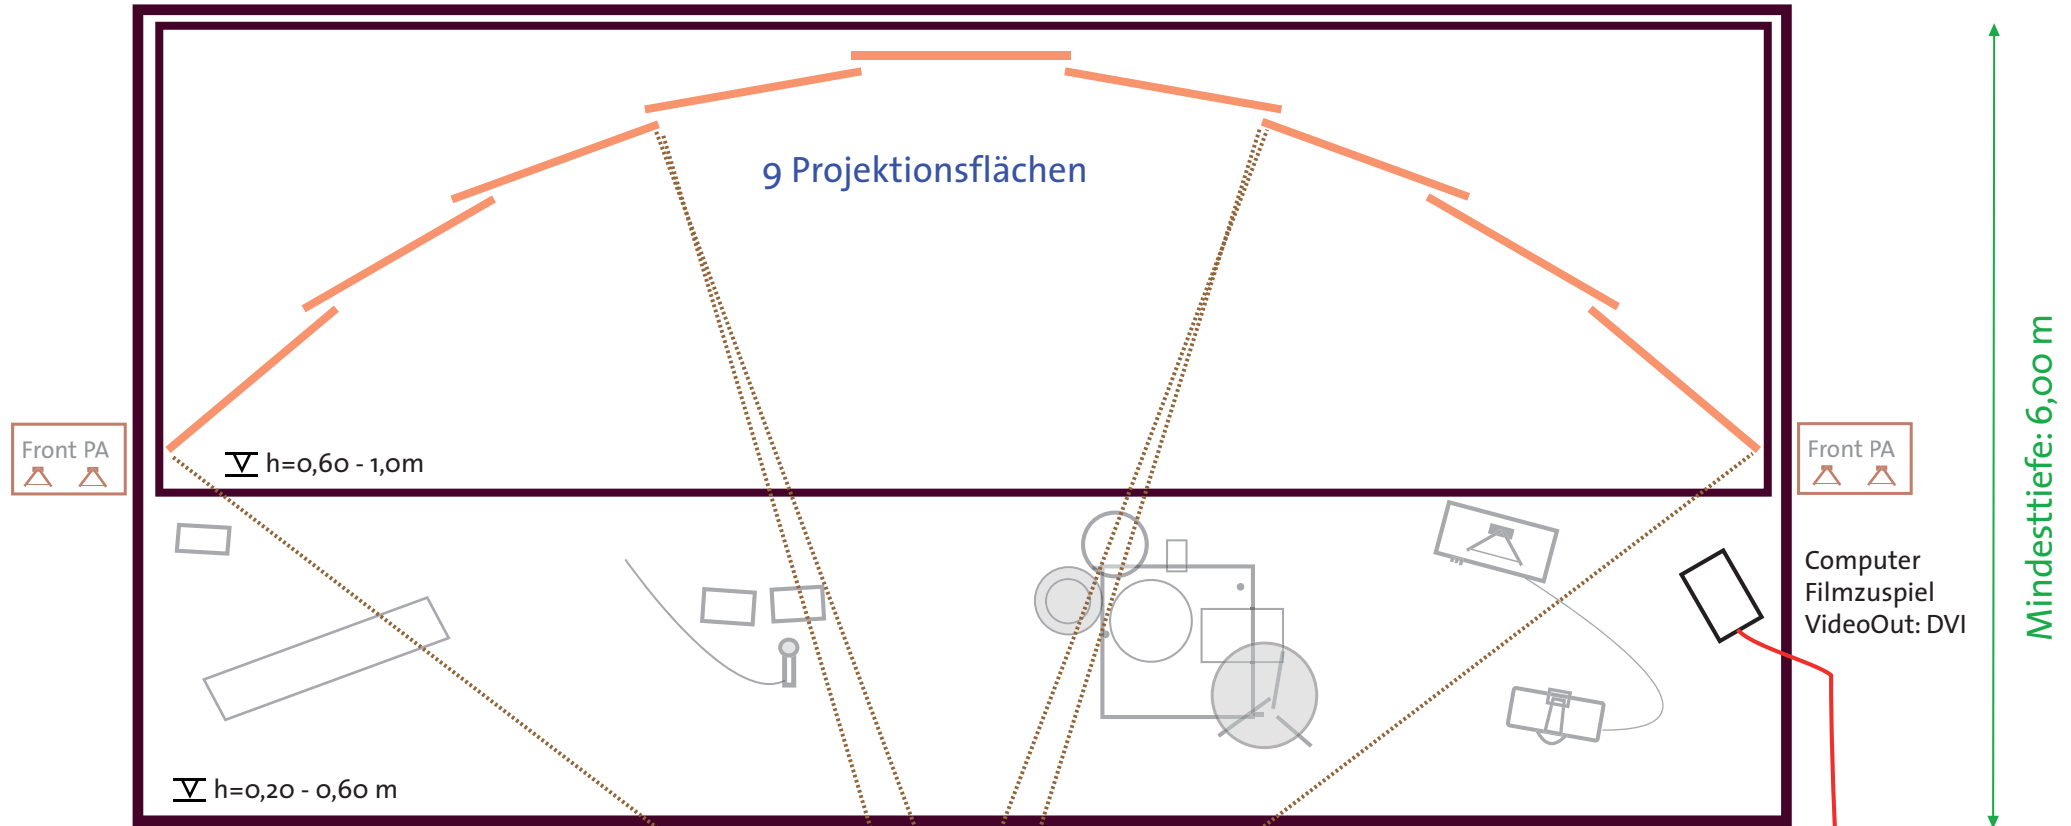 9 Projektionsflächen
Front PA
h=0,60 - 1,0m
Front PA
Computer
Filmzuspiel
VideoOut: DVI
Mindesttiefe: 6,00 m
h=0,20 - 0,60 m